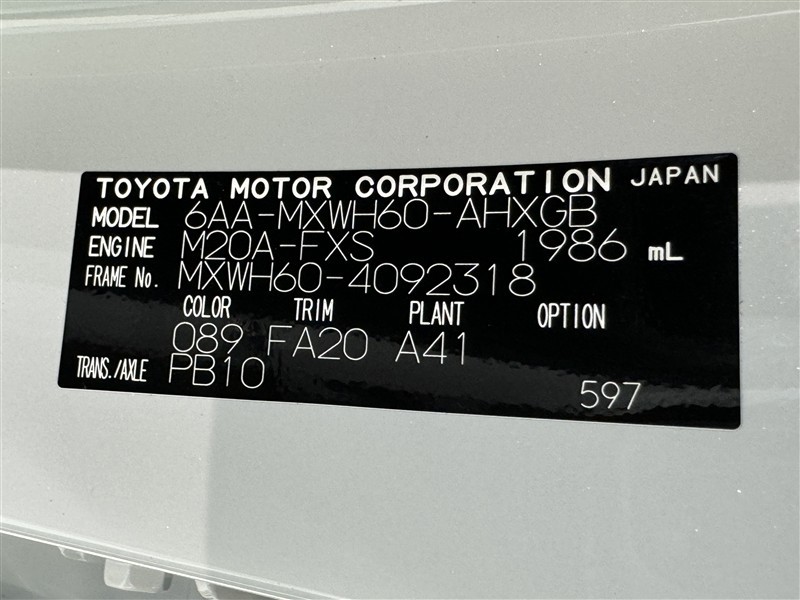 TOYOTA MOTOR CORPORATION JAPAN
MODEL 6AA-MXWH60-AHXGB
ENGINE M20A-FXS 1986 mL
FRAME No. MXWH60-4092318
COLOR TRIM PLANT OPTION
089 FA20 A41
TRANS./AXLE PB10
597